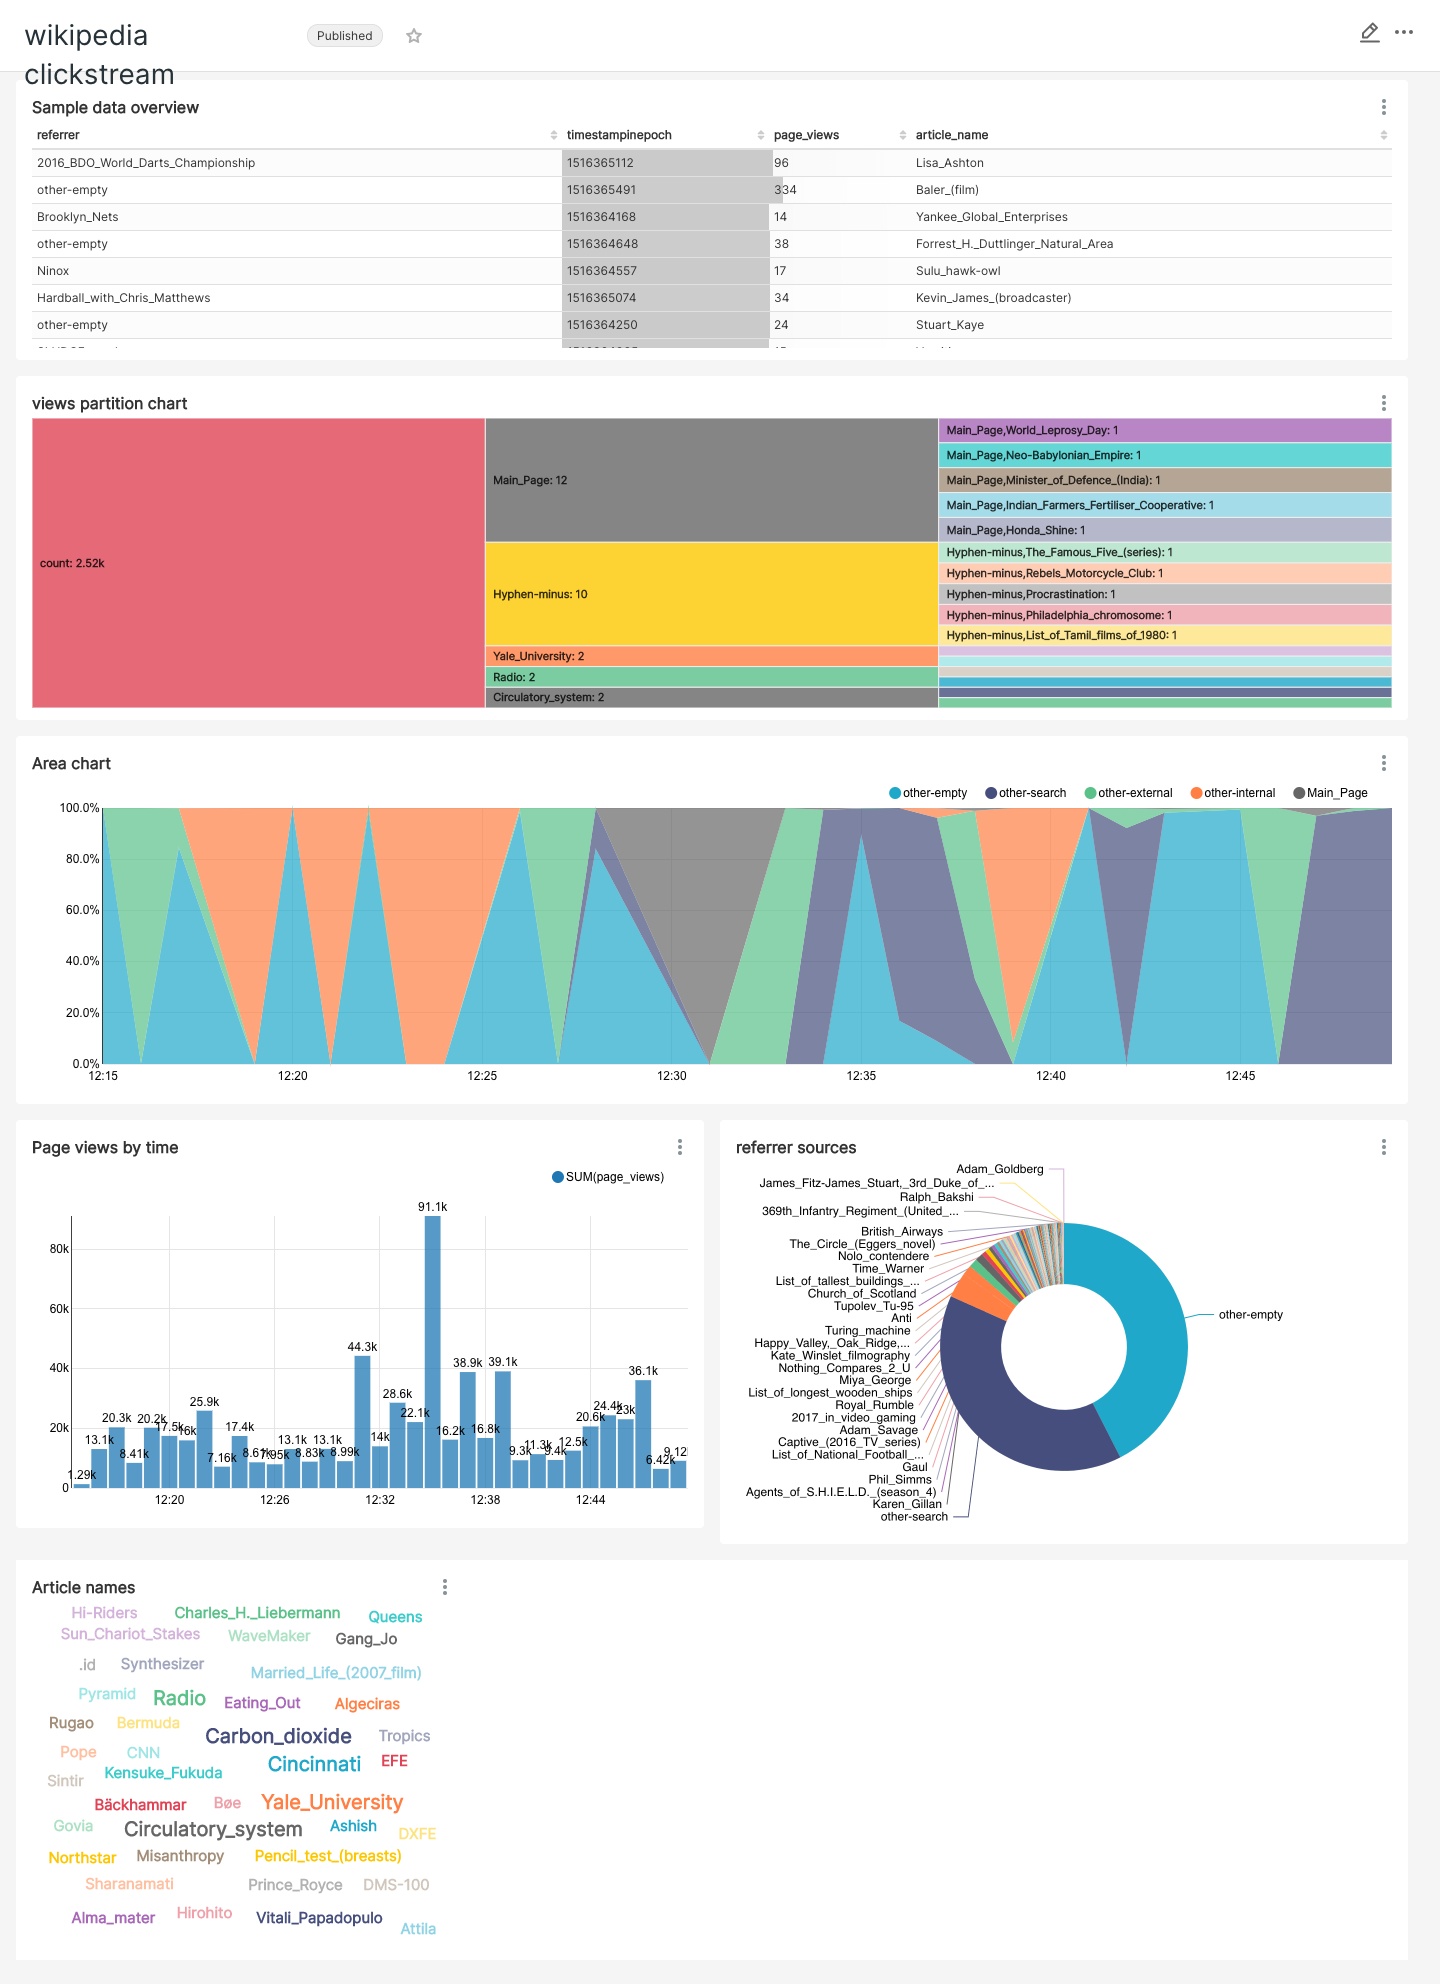 wikipedia
clickstream
Published
Sample data overview
referrer timestampinepoch page_views article_name
2016_BDO_World_Darts_Championship 1516365112 96 Lisa_Ashton
other-empty 1516365491 334 Baler_(film)
Brooklyn_Nets 1516364168 14 Yankee_Global_Enterprises
other-empty 1516364648 38 Forrest_H._Duttlinger_Natural_Area
Ninox 1516364557 17 Sulu_hawk-owl
Hardball_with_Chris_Matthews 1516365074 34 Kevin_James_(broadcaster)
other-empty 1516364250 24 Stuart_Kaye
views partition chart
count: 2.52k
Main_Page: 12
Hyphen-minus: 10
Yale_University: 2
Radio: 2
Circulatory_system: 2
Main_Page,World_Leprosy_Day: 1
Main_Page,Neo-Babylonian_Empire: 1
Main_Page,Minister_of_Defence_(India): 1
Main_Page,Indian_Farmers_Fertiliser_Cooperative: 1
Main_Page,Honda_Shine: 1
Hyphen-minus,The_Famous_Five_(series): 1
Hyphen-minus,Rebels_Motorcycle_Club: 1
Hyphen-minus,Procrastination: 1
Hyphen-minus,Philadelphia_chromosome: 1
Hyphen-minus,List_of_Tamil_films_of_1980: 1
Area chart
other-empty other-search other-external other-internal Main_Page
100.0%
80.0%
60.0%
40.0%
20.0%
0.0%
12:15 12:20 12:25 12:30 12:35 12:40 12:45
Page views by time
SUM(page_views)
80k
60k
40k
20k
0
1.29k 13.1k 20.3k 8.41k 20.2k 17.5k 16k 25.9k 7.16k 17.4k 8.67k 7.95k 13.1k 8.83k 13.1k 8.99k 44.3k 14k 28.6k 22.1k 91.1k 16.2k 38.9k 16.8k 39.1k 9.3k 11.3k 9.4k 12.5k 20.6k 24.4k 23k 36.1k 6.42k 9.12
12:20 12:26 12:32 12:38 12:44
referrer sources
Adam_Goldberg
James_Fitz-James_Stuart,_3rd_Duke_of_...
Ralph_Bakshi
369th_Infantry_Regiment_(United_...
British_Airways
The_Circle_(Eggers_novel)
Nolo_contendere
Time_Warner
List_of_tallest_buildings_...
Church_of_Scotland
Tupolev_Tu-95
Anti
Turing_machine
Happy_Valley,_Oak_Ridge,...
Kate_Winslet_filmography
Nothing_Compares_2_U
Miya_George
List_of_longest_wooden_ships
Royal_Rumble
2017_in_video_gaming
Adam_Savage
Captive_(2016_TV_series)
List_of_National_Football_...
Gaul
Phil_Simms
Agents_of_S.H.I.E.L.D._(season_4)
Karen_Gillan
other-search
other-empty
Article names
Hi-Riders Charles_H._Liebermann Queens
Sun_Chariot_Stakes WaveMaker Gang_Jo
.id Synthesizer Married_Life_(2007_film)
Pyramid Radio Eating_Out Algeciras
Rugao Bermuda Carbon_dioxide Tropics
Pope CNN Cincinnati EFE
Sintir Kensuke_Fukuda
Bäckhammar Bøe Yale_University
Govia Circulatory_system Ashish DXFE
Northstar Misanthropy Pencil_test_(breasts)
Sharanamati Prince_Royce DMS-100
Alma_mater Hirohito Vitali_Papadopulo Attila